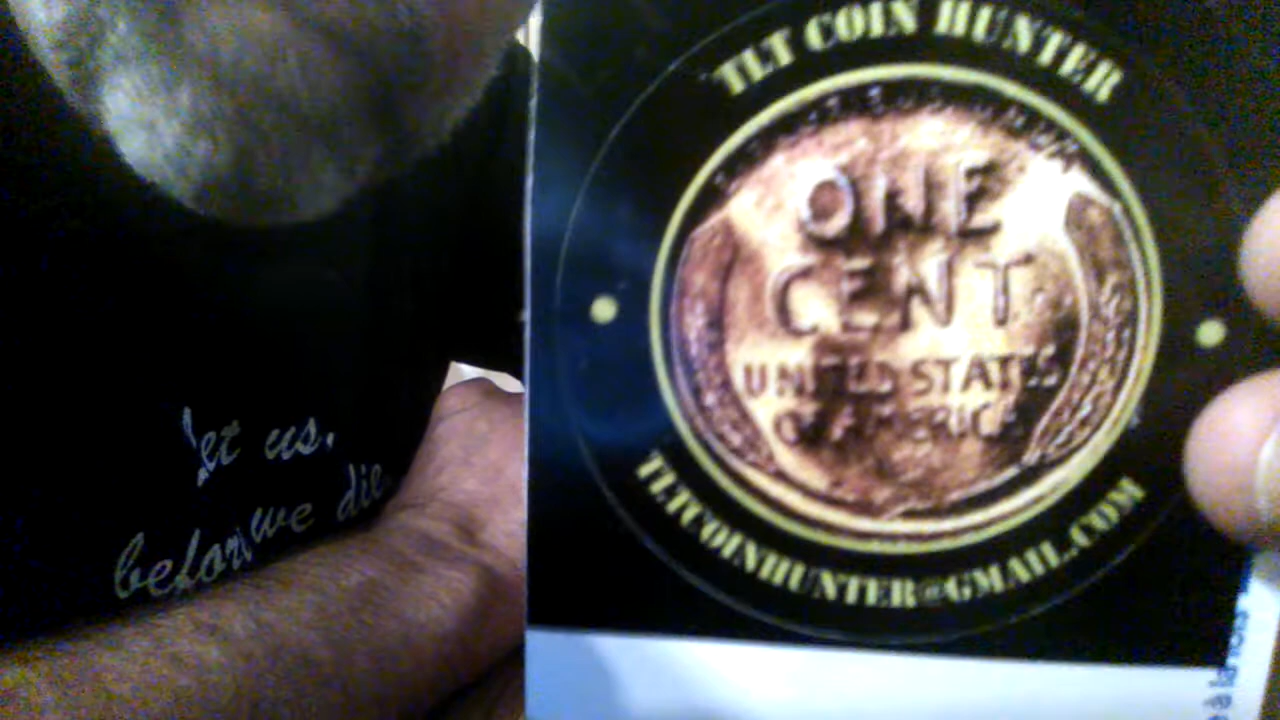 let us,
before we die
TLT COIN HUNTER
ONE
CENT
UNITED STATES
OF AMERICA
TLTCOINHUNTER@GMAIL.COM